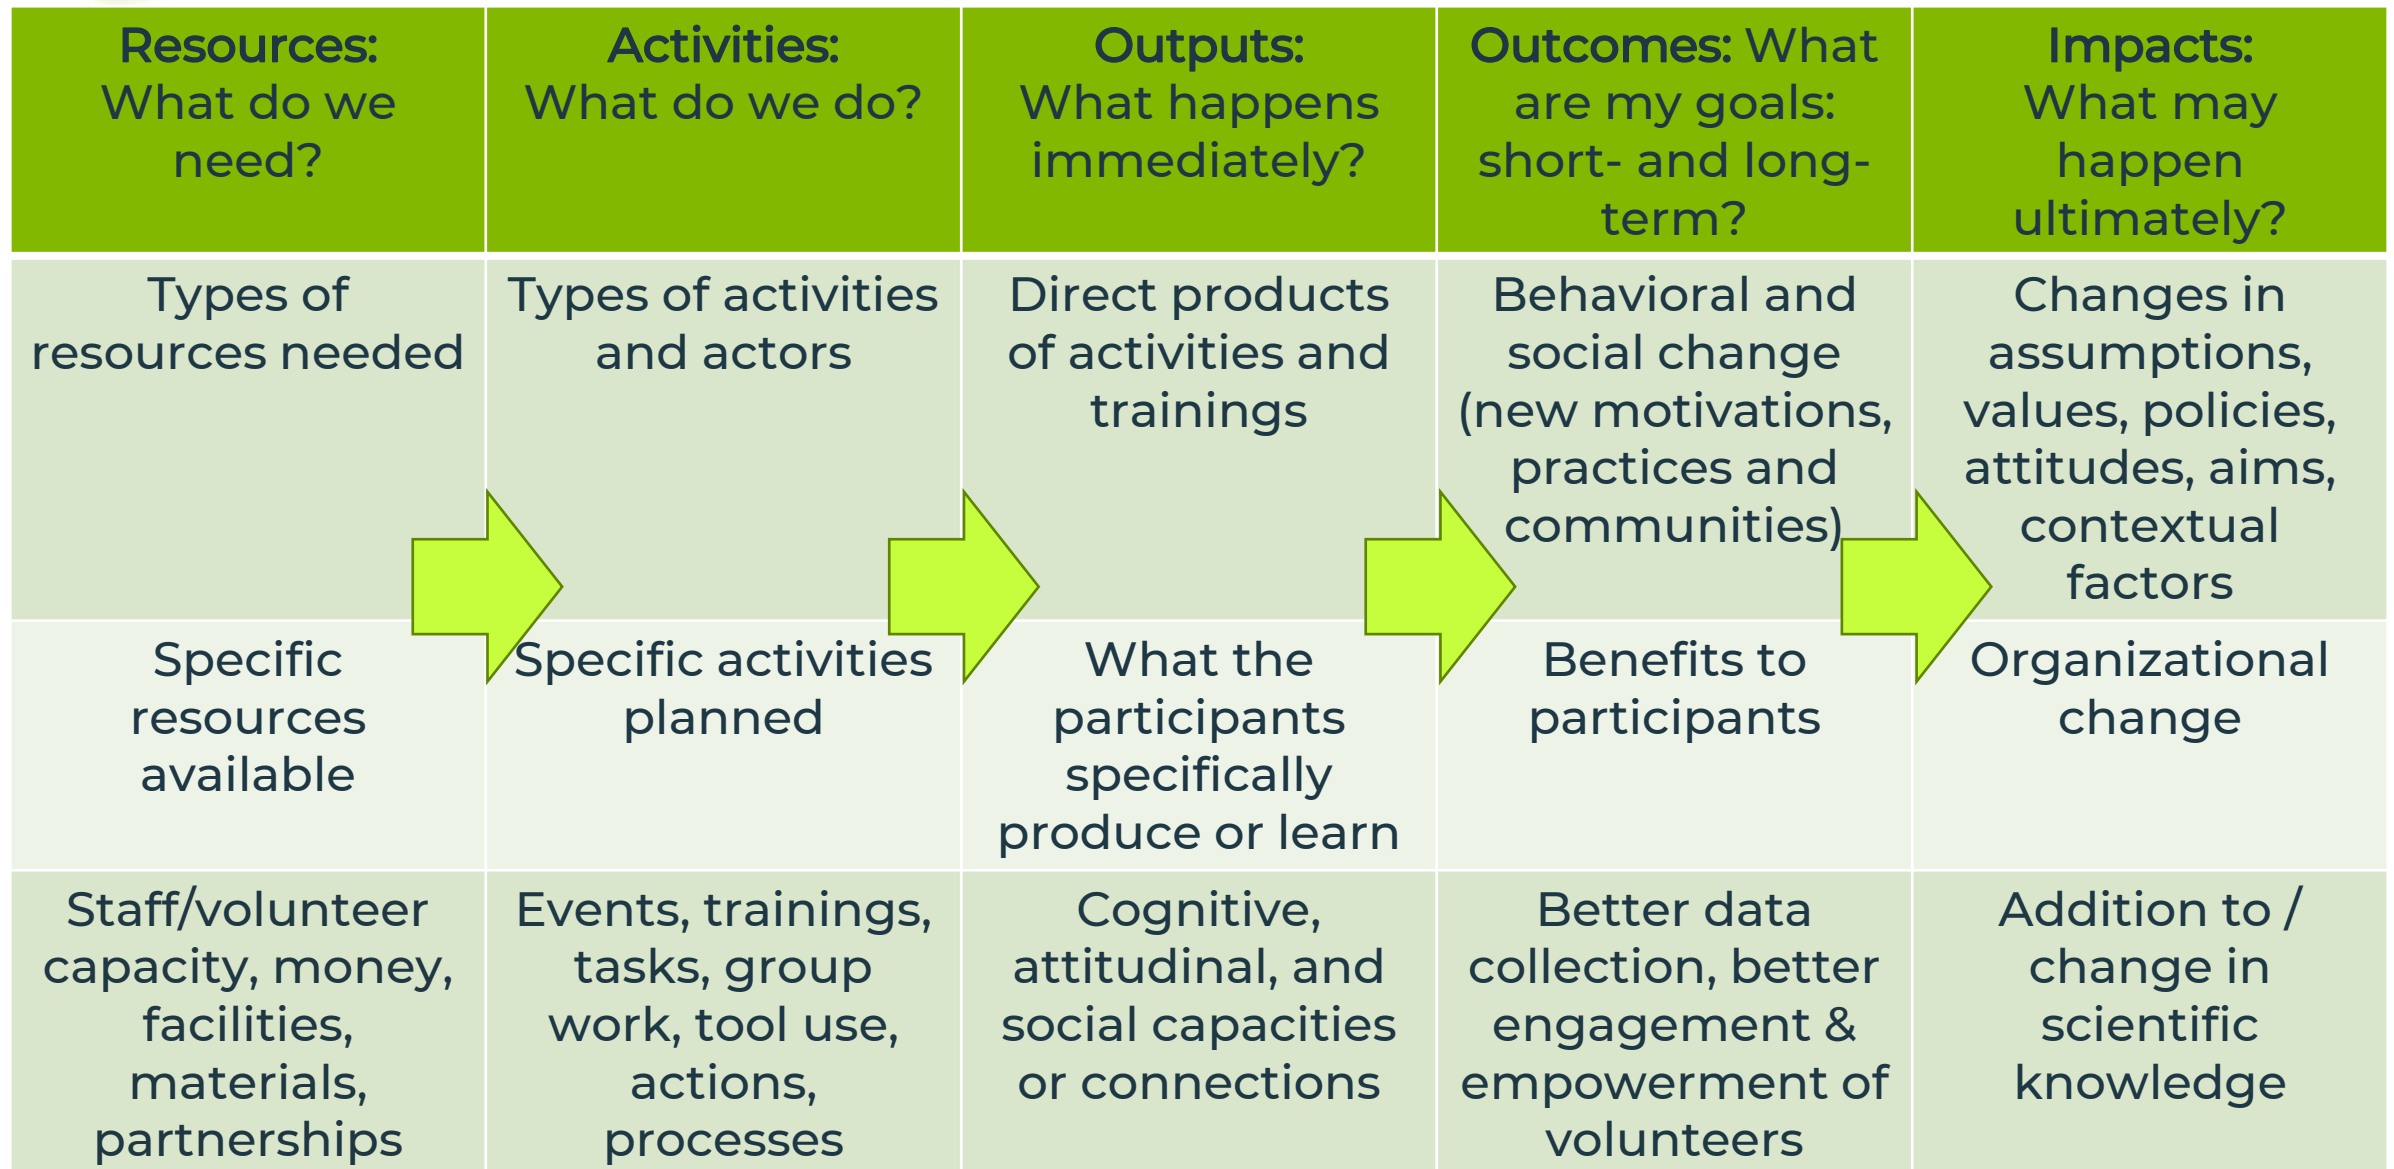 Resources:
What do we
need?
Activities:
What do we do?
Outputs:
What happens
immediately?
Outcomes: What
are my goals:
short- and long-
term?
Impacts:
What may
happen
ultimately?
Types of
resources needed
Types of activities
and actors
Direct products
of activities and
trainings
Behavioral and
social change
(new motivations,
practices and
communities)
Changes in
assumptions,
values, policies,
attitudes, aims,
contextual
factors
Specific
resources
available
Specific activities
planned
What the
participants
specifically
produce or learn
Benefits to
participants
Organizational
change
Staff/volunteer
capacity, money,
facilities,
materials,
partnerships
Events, trainings,
tasks, group
work, tool use,
actions,
processes
Cognitive,
attitudinal, and
social capacities
or connections
Better data
collection, better
engagement &
empowerment of
volunteers
Addition to /
change in
scientific
knowledge